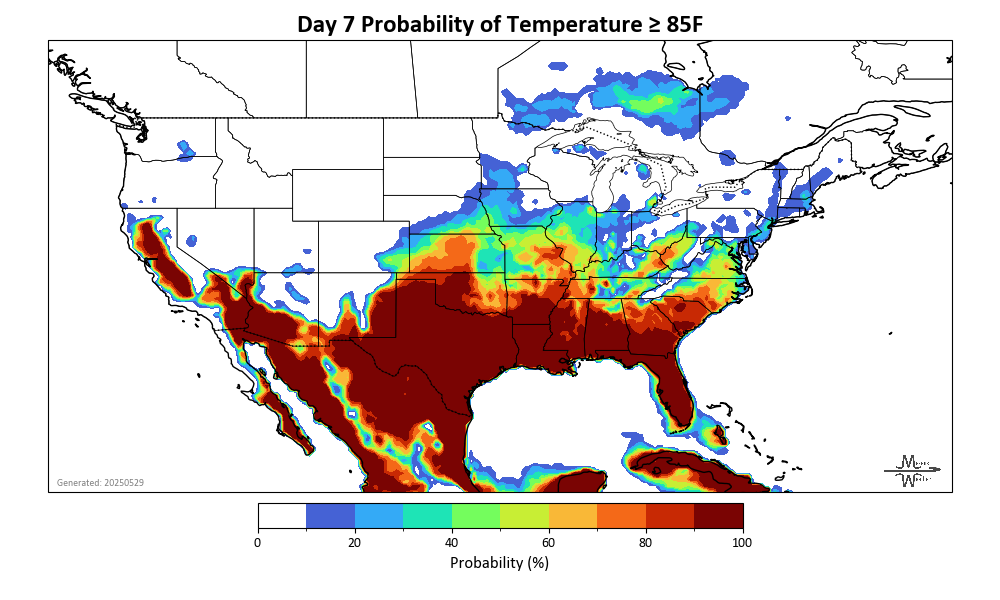 Day 7 Probability of Temperature ≥ 85F
Generated: 20250529
0 20 40 60 80 100
Probability (%)